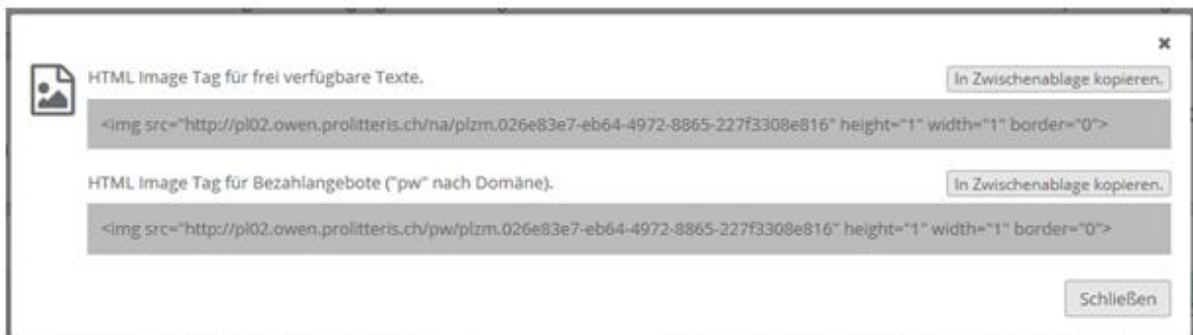 ×
HTML Image Tag für frei verfügbare Texte.
In Zwischenablage kopieren.
<img src="http://pl02.owen.prolitteris.ch/na/plzm.026e83e7-eb64-4972-8865-227f3308e816" height="1" width="1" border="0">
HTML Image Tag für Bezahlangebote ("pw" nach Domäne).
In Zwischenablage kopieren.
<img src="http://pl02.owen.prolitteris.ch/pw/plzm.026e83e7-eb64-4972-8865-227f3308e816" height="1" width="1" border="0">
Schließen